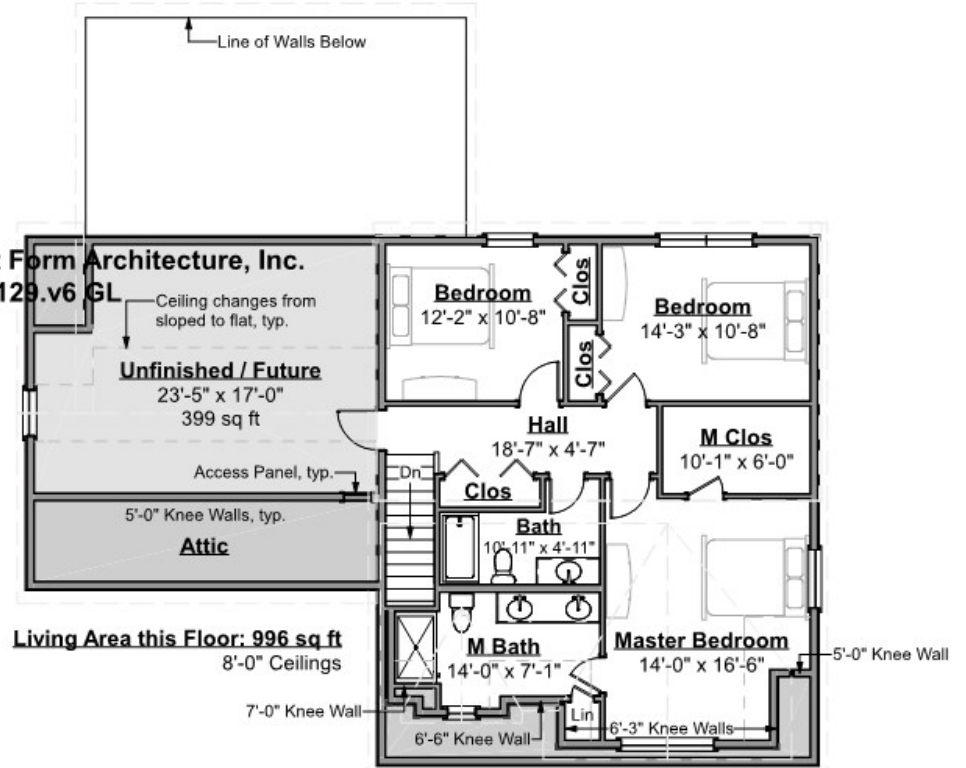 Line of Walls Below
Form Architecture, Inc.
129.v6 GL
Ceiling changes from
sloped to flat, typ.
Unfinished / Future
23'-5" x 17'-0"
399 sq ft
Access Panel, typ.
5'-0" Knee Walls, typ.
Attic
Living Area this Floor: 996 sq ft
8'-0" Ceilings
Bedroom
12'-2" x 10'-8"
Clos
Clos
Bedroom
14'-3" x 10'-8"
Hall
18'-7" x 4'-7"
M Clos
10'-1" x 6'-0"
Dn
Clos
Bath
10'-11" x 4'-11"
M Bath
14'-0" x 7'-1"
Master Bedroom
14'-0" x 16'-6"
5'-0" Knee Wall
7'-0" Knee Wall
6'-6" Knee Wall
Lin
6'-3" Knee Walls